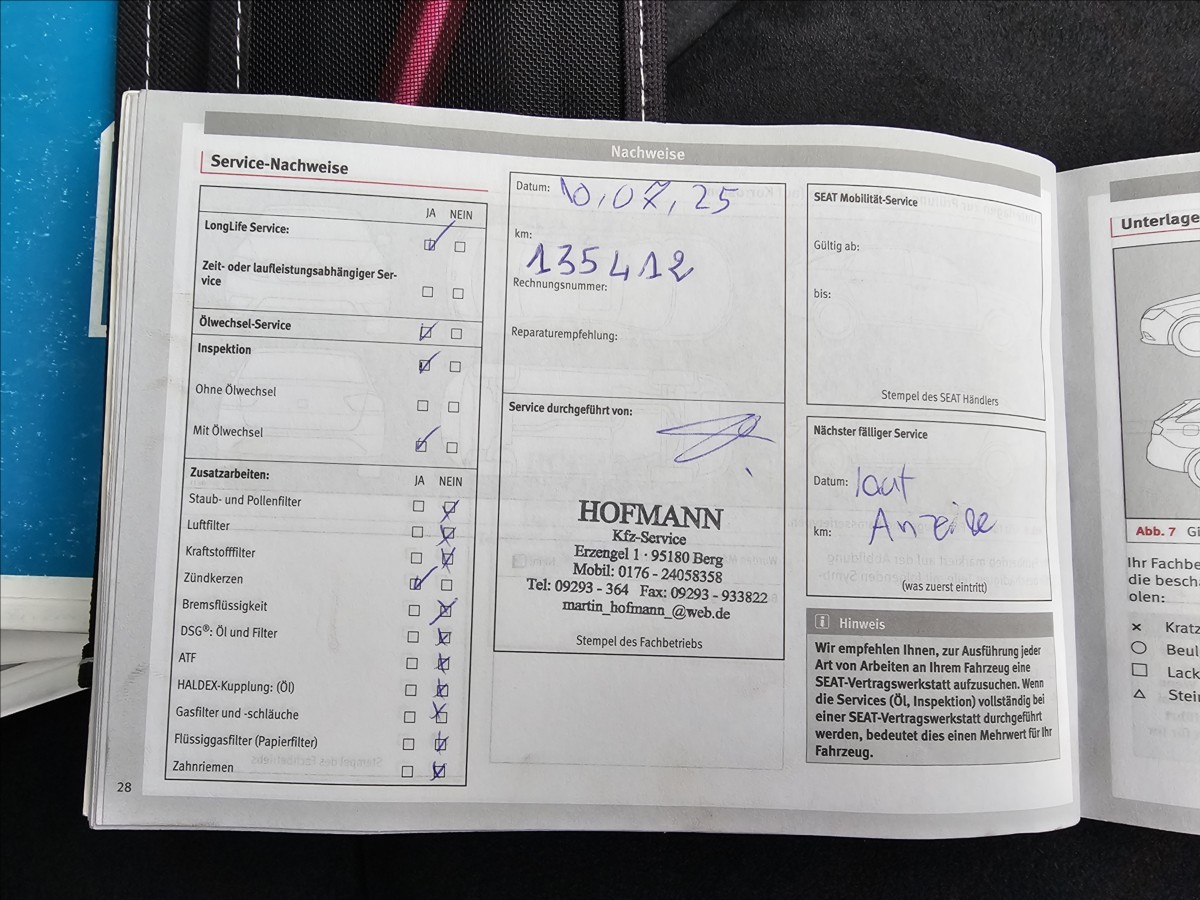 Nachweise
Service-Nachweise
JA NEIN
LongLife Service:
Zeit- oder laufleistungsabhängiger Ser-
vice
Ölwechsel-Service
Inspektion
Ohne Ölwechsel
Mit Ölwechsel
Zusatzarbeiten: JA NEIN
Staub- und Pollenfilter
Luftfilter
Kraftstofffilter
Zündkerzen
Bremsflüssigkeit
DSG®: Öl und Filter
ATF
HALDEX-Kupplung: (Öl)
Gasfilter und -schläuche
Flüssiggasfilter (Papierfilter)
Zahnriemen
28
Datum: 10,07,25
km:
135412
Rechnungsnummer:
Reparaturempfehlung:
Service durchgeführt von:
HOFMANN
Kfz-Service
Erzengel 1 · 95180 Berg
Mobil: 0176 - 24058358
Tel: 09293 - 364 Fax: 09293 - 933822
martin_hofmann_@web.de
Stempel des Fachbetriebs
SEAT Mobilität-Service
Gültig ab:
bis:
Stempel des SEAT Händlers
Nächster fälliger Service
Datum: laut
km: Anzeige
(was zuerst eintritt)
i Hinweis
Wir empfehlen Ihnen, zur Ausführung jeder
Art von Arbeiten an Ihrem Fahrzeug eine
SEAT-Vertragswerkstatt aufzusuchen. Wenn
die Services (Öl, Inspektion) vollständig bei
einer SEAT-Vertragswerkstatt durchgeführt
werden, bedeutet dies einen Mehrwert für Ihr
Fahrzeug.
Unterlage
Abb. 7 Gi
Ihr Fachbe
die bescha
olen:
Kratz
Beul
Lack
Stei